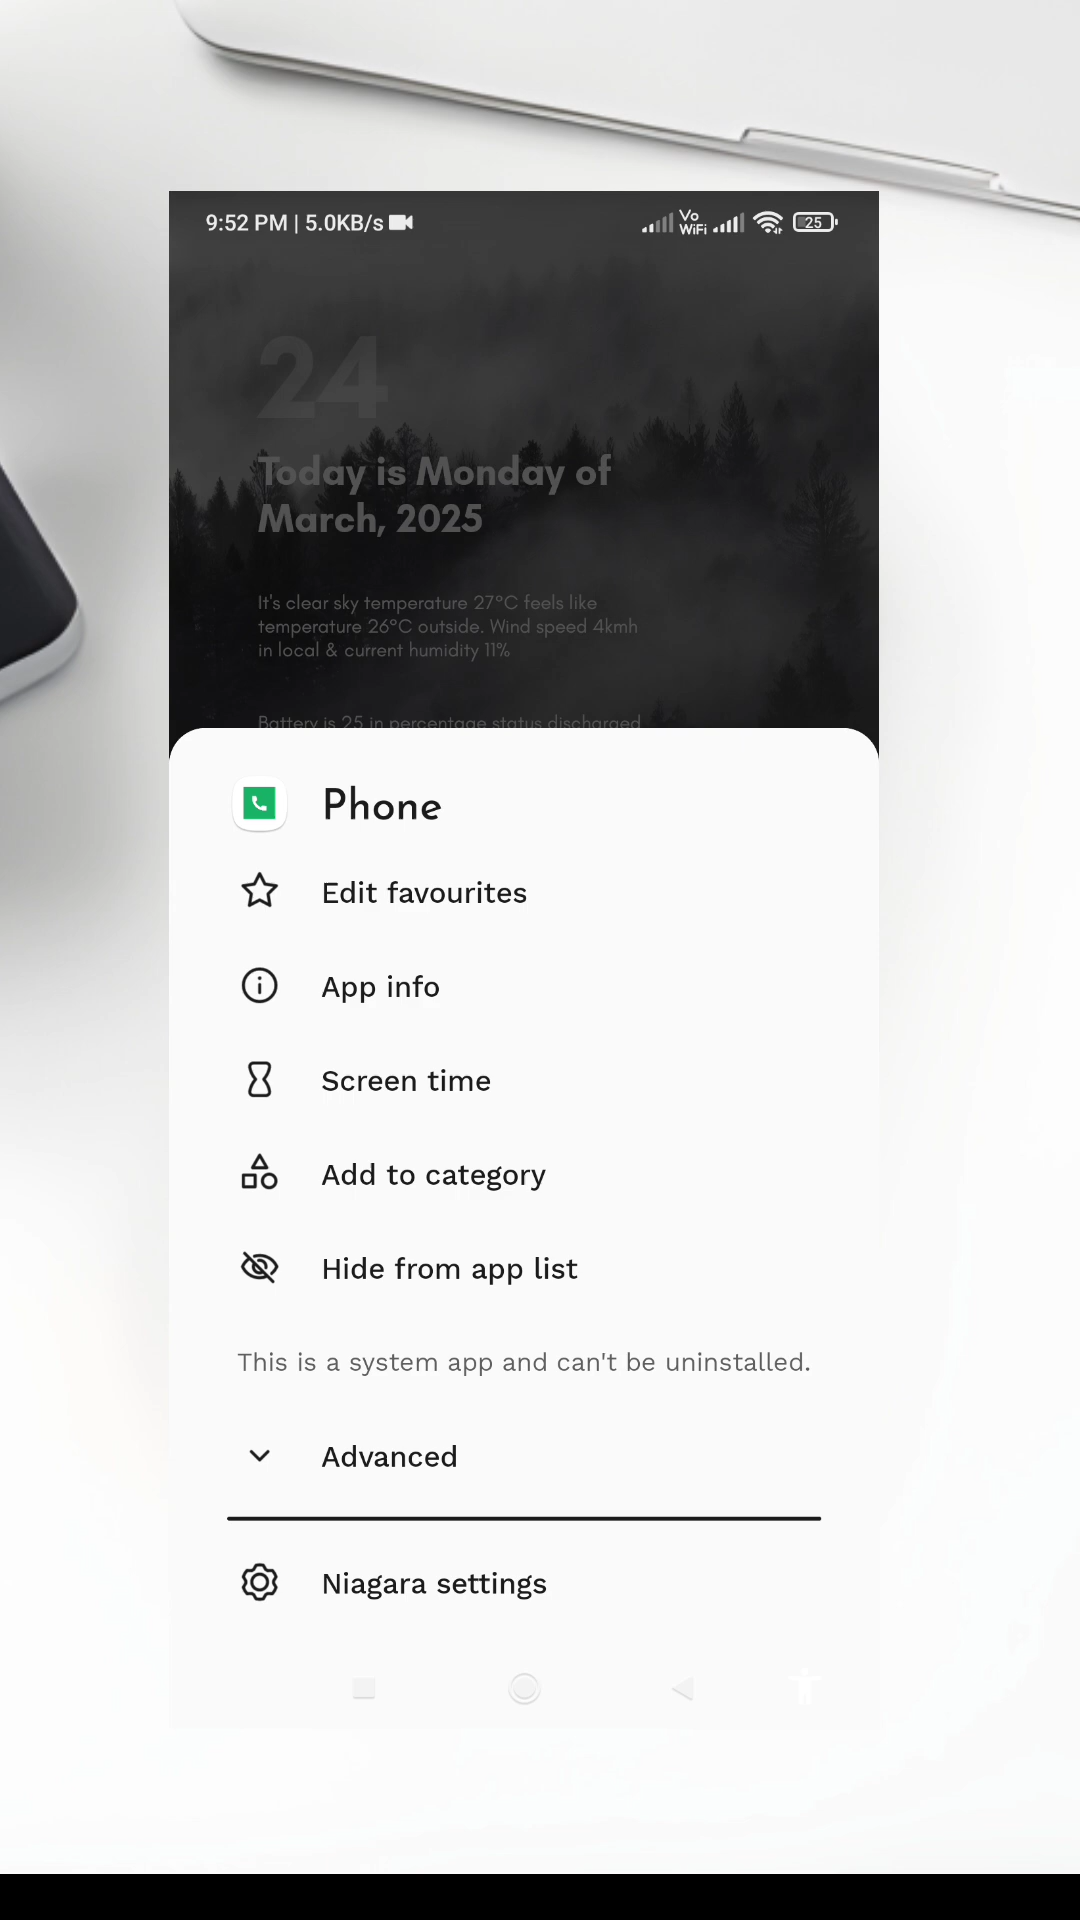 9:52 PM | 5.0KB/s
Vo
WiFi
25
24
Today is Monday of
March, 2025
It's clear sky temperature 27°C feels like
temperature 26°C outside. Wind speed 4kmh
in local & current humidity 11%
Battery is 25 in percentage status discharged
Phone
Edit favourites
App info
Screen time
Add to category
Hide from app list
This is a system app and can't be uninstalled.
Advanced
Niagara settings